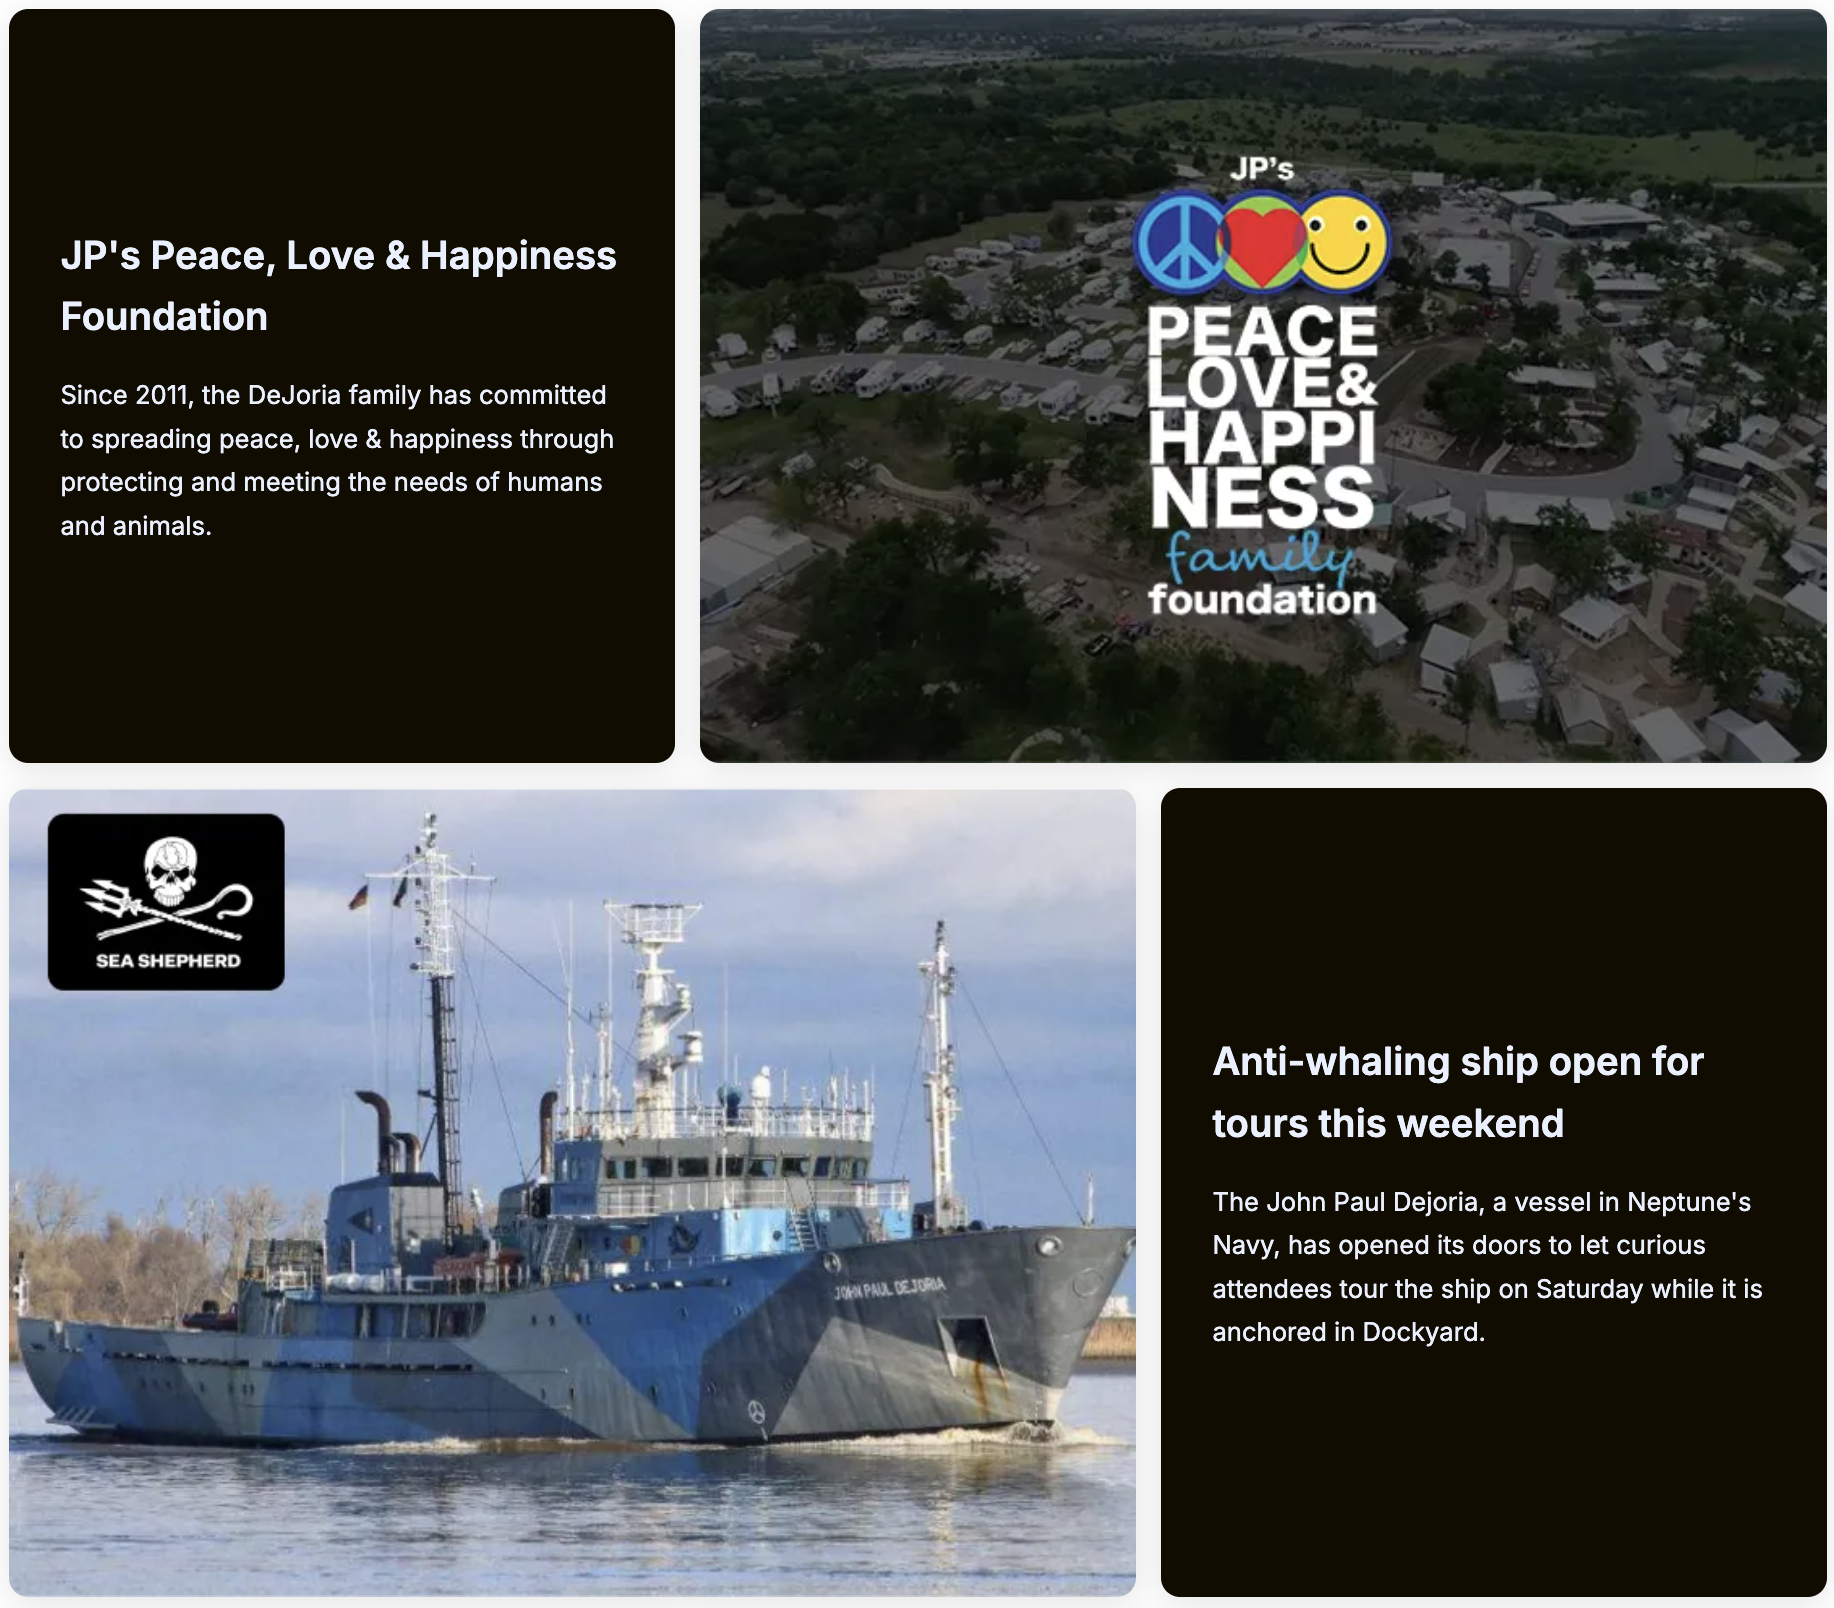 JP's Peace, Love & Happiness
Foundation
Since 2011, the DeJoria family has committed
to spreading peace, love & happiness through
protecting and meeting the needs of humans
and animals.
JP's
PEACE
LOVE&
HAPPI
NESS
family
foundation
SEA SHEPHERD
JOHN PAUL DEJORIA
Anti-whaling ship open for
tours this weekend
The John Paul Dejoria, a vessel in Neptune's
Navy, has opened its doors to let curious
attendees tour the ship on Saturday while it is
anchored in Dockyard.